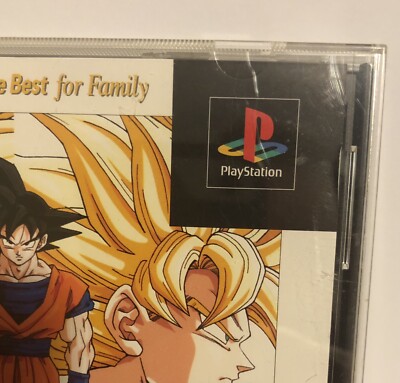 e Best for Family
PlayStation